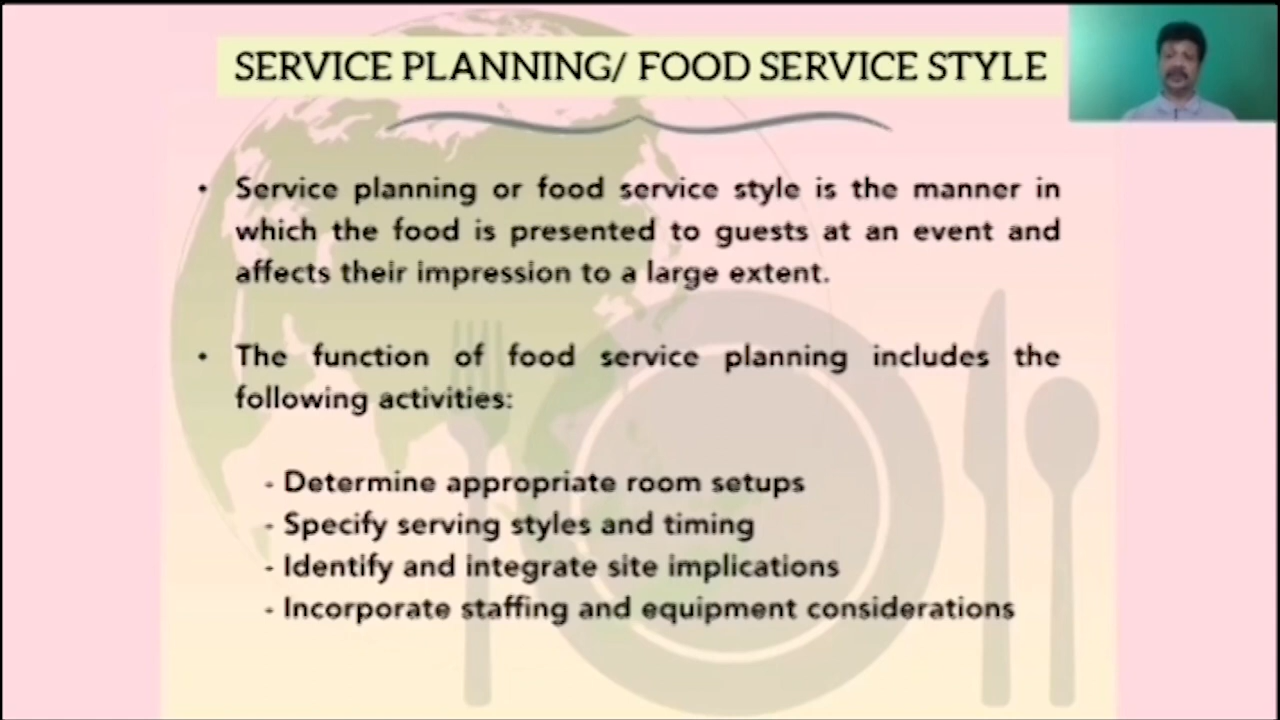 SERVICE PLANNING/ FOOD SERVICE STYLE
• Service planning or food service style is the manner in
which the food is presented to guests at an event and
affects their impression to a large extent.
• The function of food service planning includes the
following activities:
- Determine appropriate room setups
- Specify serving styles and timing
- Identify and integrate site implications
- Incorporate staffing and equipment considerations